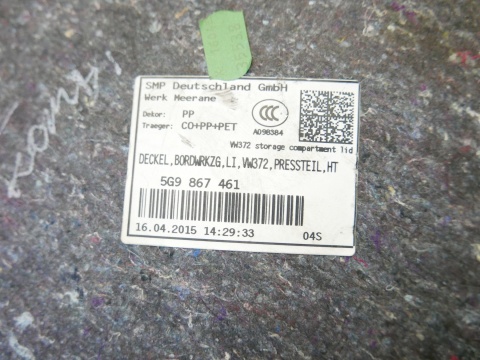 SMP Deutschland GmbH
Werk Meerane
Dekor: PP
Traeger: CO+PP+PET
CCC
A098384
VW372 storage compartment lid
DECKEL,BORDWRKZG,LI,VW372,PRESSTEIL,HT
5G9 867 461
16.04.2015 14:29:33
04S